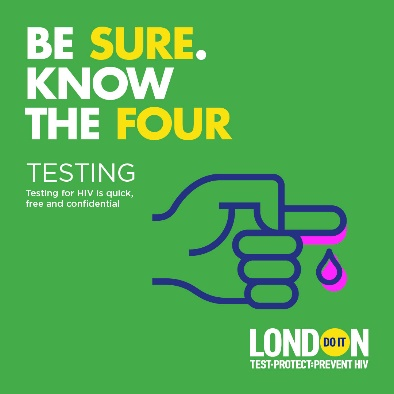 BE SURE.
KNOW
THE FOUR
TESTING
Testing for HIV is quick,
free and confidential
LONDON
DO IT
TEST•PROTECT•PREVENT HIV